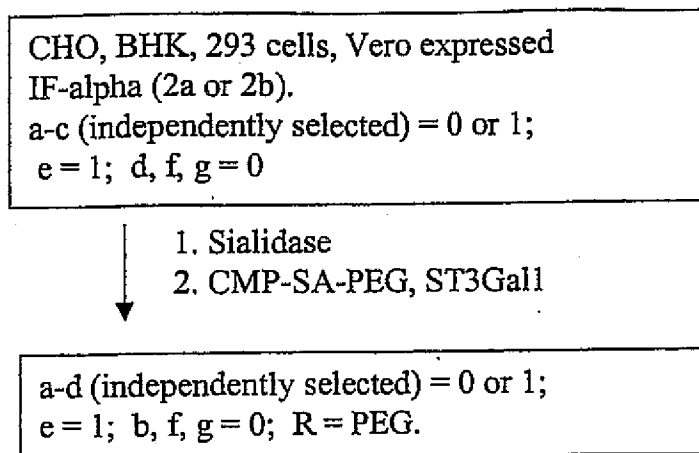 CHO, BHK, 293 cells, Vero expressed
IF-alpha (2a or 2b).
a-c (independently selected) = 0 or 1;
e = 1; d, f, g = 0
1. Sialidase
2. CMP-SA-PEG, ST3Gal1
a-d (independently selected) = 0 or 1;
e = 1; b, f, g = 0; R = PEG.